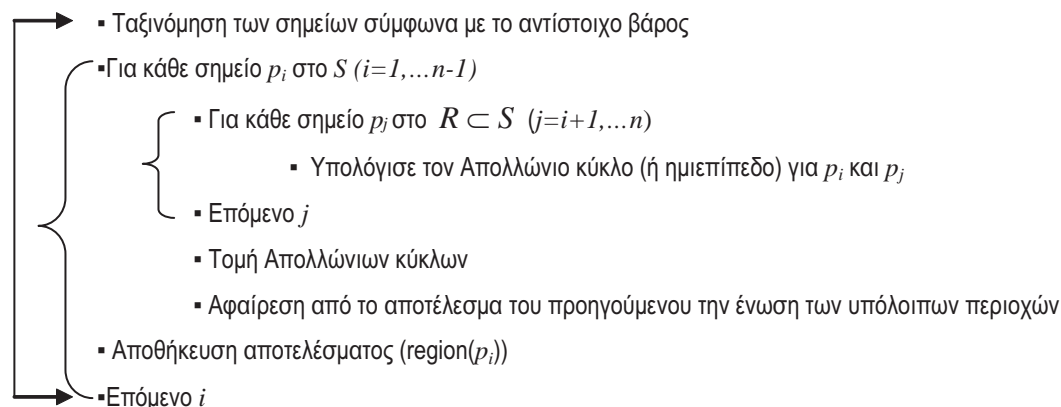 ▪ Ταξινόμηση των σημείων σύμφωνα με το αντίστοιχο βάρος
▪Για κάθε σημείο pi στο S (i=1,…n-1)
▪ Για κάθε σημείο pj στο R ⊂ S (j=i+1,…n)
▪ Υπολόγισε τον Απολλώνιο κύκλο (ή ημιεπίπεδο) για pi και pj
▪ Επόμενο j
▪ Τομή Απολλώνιων κύκλων
▪ Αφαίρεση από το αποτέλεσμα του προηγούμενου την ένωση των υπόλοιπων περιοχών
▪ Αποθήκευση αποτελέσματος (region(pi))
▪Επόμενο i